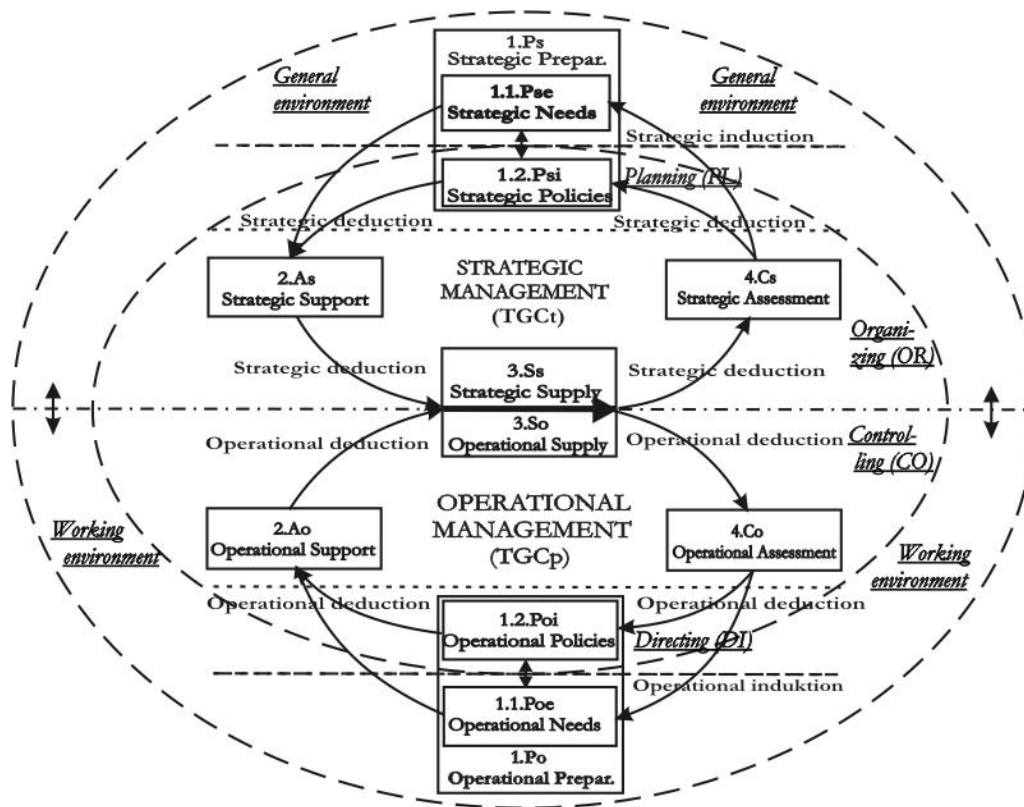 1.Ps
Strategic Prepar.
General
environment
General
environment
1.1.Pse
Strategic Needs
Strategic induction
1.2.Psi
Strategic Policies
Planning (PL)
Strategic deduction
Strategic deduction
2.As
Strategic Support
STRATEGIC
MANAGEMENT
(TGCt)
4.Cs
Strategic Assessment
Organi-
zing (OR)
Strategic deduction
3.Ss
Strategic Supply
Strategic deduction
3.So
Operational Supply
Operational deduction
Operational deduction
Control-
ling (CO)
OPERATIONAL
MANAGEMENT
(TGCp)
Working
environment
2.Ao
Operational Support
4.Co
Operational Assessment
Working
environment
Operational deduction
Operational deduction
1.2.Poi
Operational Policies
Directing (DI)
Operational induktion
1.1.Poe
Operational Needs
1.Po
Operational Prepar.